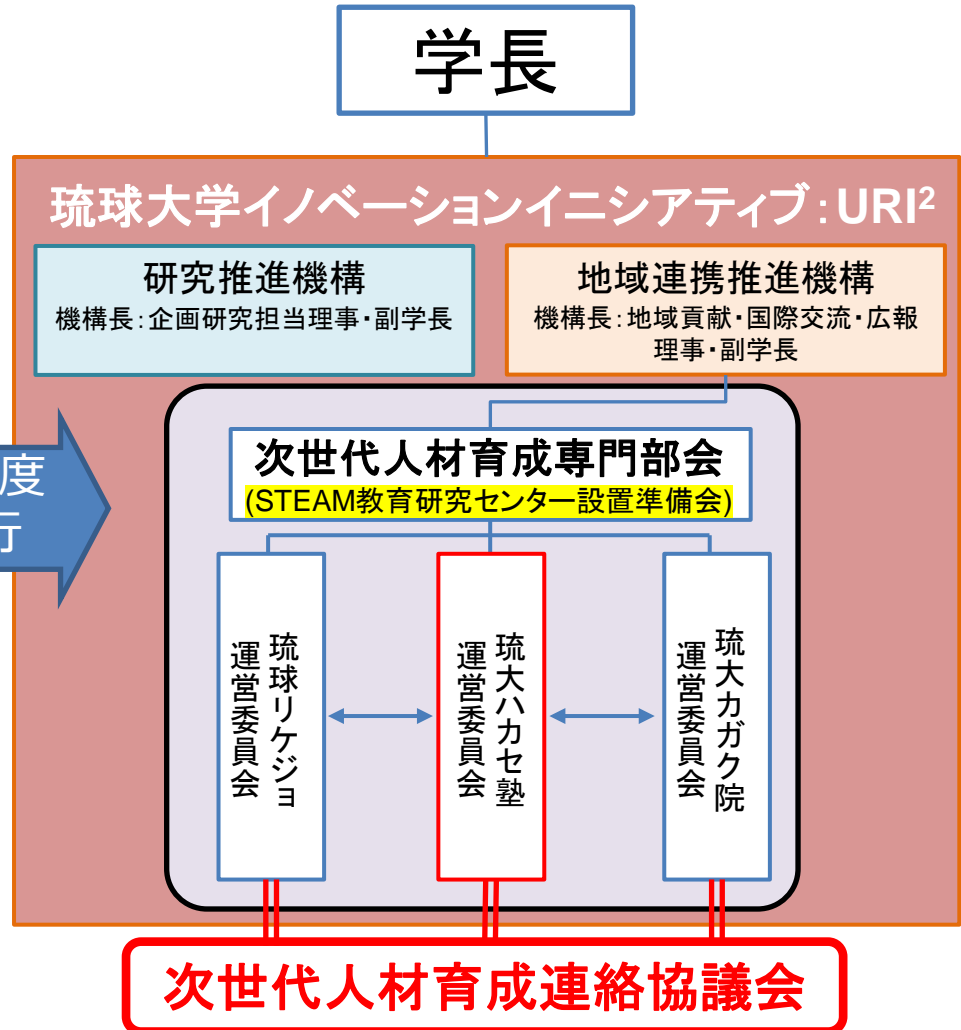 学長
琉球大学イノベーションイニシアティブ：URI²
研究推進機構
機構長：企画研究担当理事・副学長
地域連携推進機構
機構長：地域貢献・国際交流・広報
理事・副学長
度
行
次世代人材育成専門部会
(STEAM教育研究センター設置準備会)
琉球リケジョ
運営委員会
琉大ハカセ塾
運営委員会
琉大カガク院
運営委員会
次世代人材育成連絡協議会